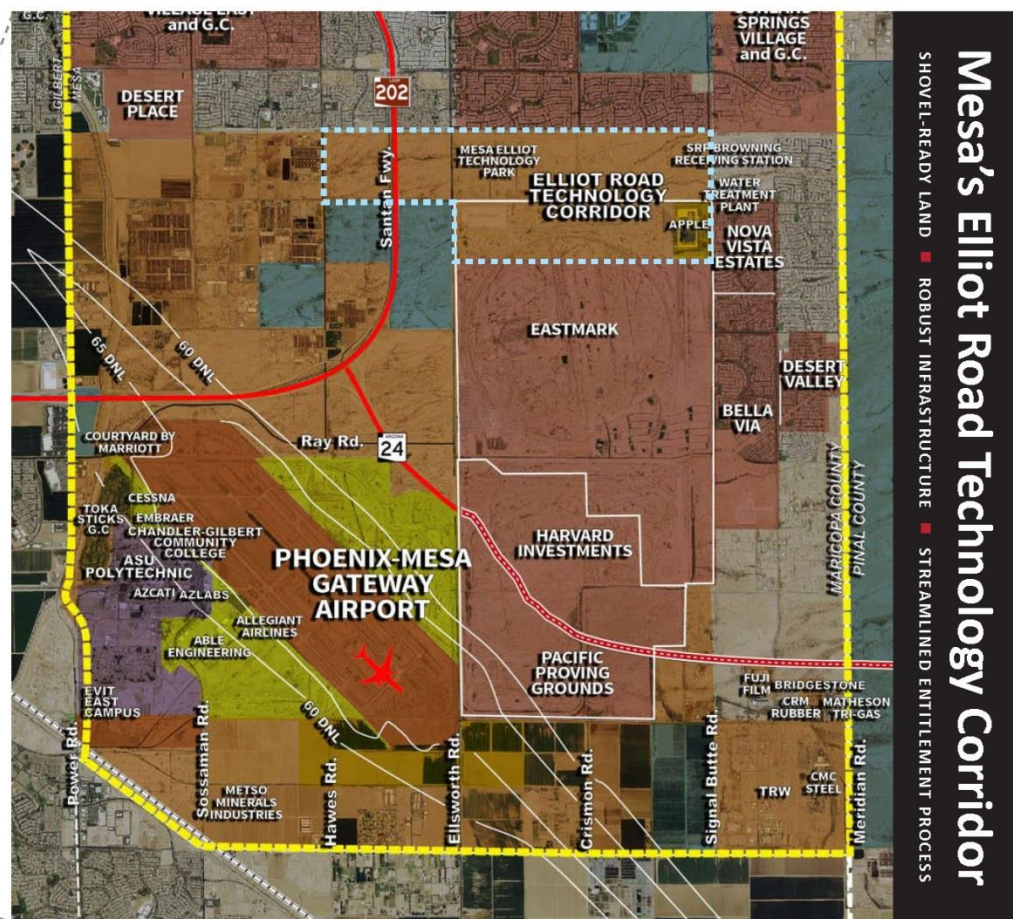 G.C.
VILLAGE EAST
and G.C.
SPRINGS
VILLAGE
and G.C.
GILBERT
MESA
DESERT
PLACE
LOOP
202
Santan Fwy.
MESA ELLIOT
TECHNOLOGY
PARK
SRP BROWNING
RECEIVING STATION
ELLIOT ROAD
TECHNOLOGY
CORRIDOR
WATER
TREATMENT
PLANT
APPLE
NOVA
VISTA
ESTATES
EASTMARK
65 DNL
60 DNL
DESERT
VALLEY
BELLA
VIA
COURTYARD BY
MARRIOTT
Ray Rd.
ARIZONA
24
MARICOPA COUNTY
PINAL COUNTY
CESSNA
TOKA
STICKS
G.C.
EMBRAER
CHANDLER-GILBERT
COMMUNITY
COLLEGE
ASU
POLYTECHNIC
AZCATI
AZLABS
PHOENIX-MESA
GATEWAY
AIRPORT
HARVARD
INVESTMENTS
ALLEGIANT
AIRLINES
ABLE
ENGINEERING
PACIFIC
PROVING
GROUNDS
FUJI
FILM
BRIDGESTONE
CRM
RUBBER
MATHESON
TRI-GAS
EVIT
EAST
CAMPUS
60 DNL
Power Rd.
Sossaman Rd.
Hawes Rd.
Ellsworth Rd.
Crismon Rd.
Signal Butte Rd.
Meridian Rd.
METSO
MINERALS
INDUSTRIES
TRW
CMC
STEEL
Mesa's Elliot Road Technology Corridor
SHOVEL-READY LAND ■ ROBUST INFRASTRUCTURE ■ STREAMLINED ENTITLEMENT PROCESS